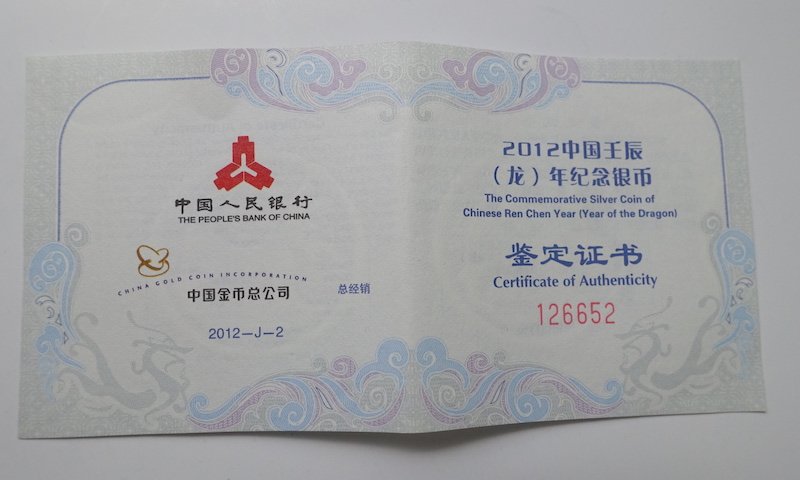 中国人民银行
THE PEOPLE'S BANK OF CHINA
CHINA GOLD COIN INCORPORATION
中国金币总公司
总经销
2012—J—2
2012中国壬辰
（龙）年纪念银币
The Commemorative Silver Coin of
Chinese Ren Chen Year (Year of the Dragon)
鉴定证书
Certificate of Authenticity
126652